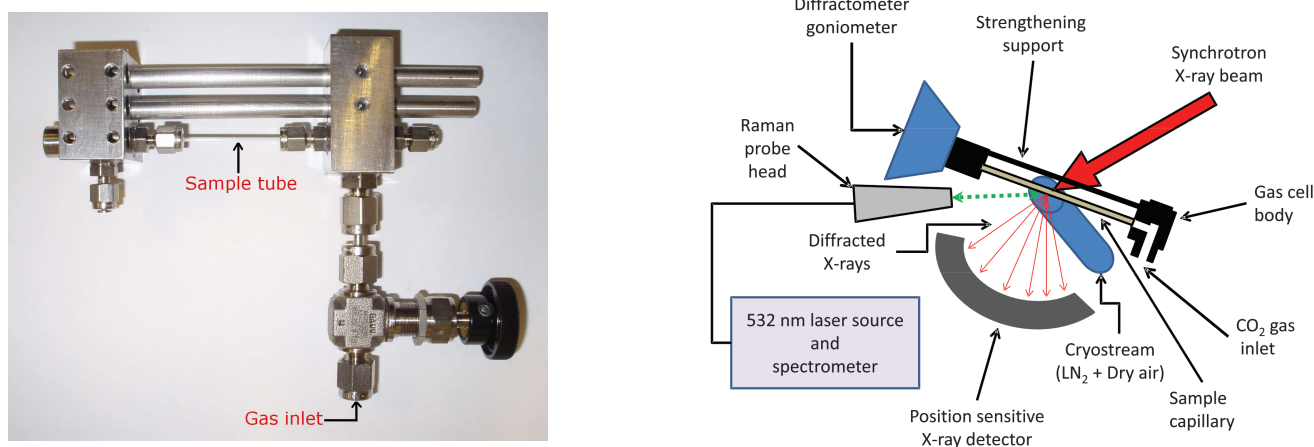 Sample tube
Gas inlet
Diffractometer
goniometer
Strengthening
support
Synchrotron
X-ray beam
Raman
probe
head
Gas cell
body
Diffracted
X-rays
532 nm laser source
and
spectrometer
CO₂ gas
inlet
Cryostream
(LN₂ + Dry air)
Sample
capillary
Position sensitive
X-ray detector